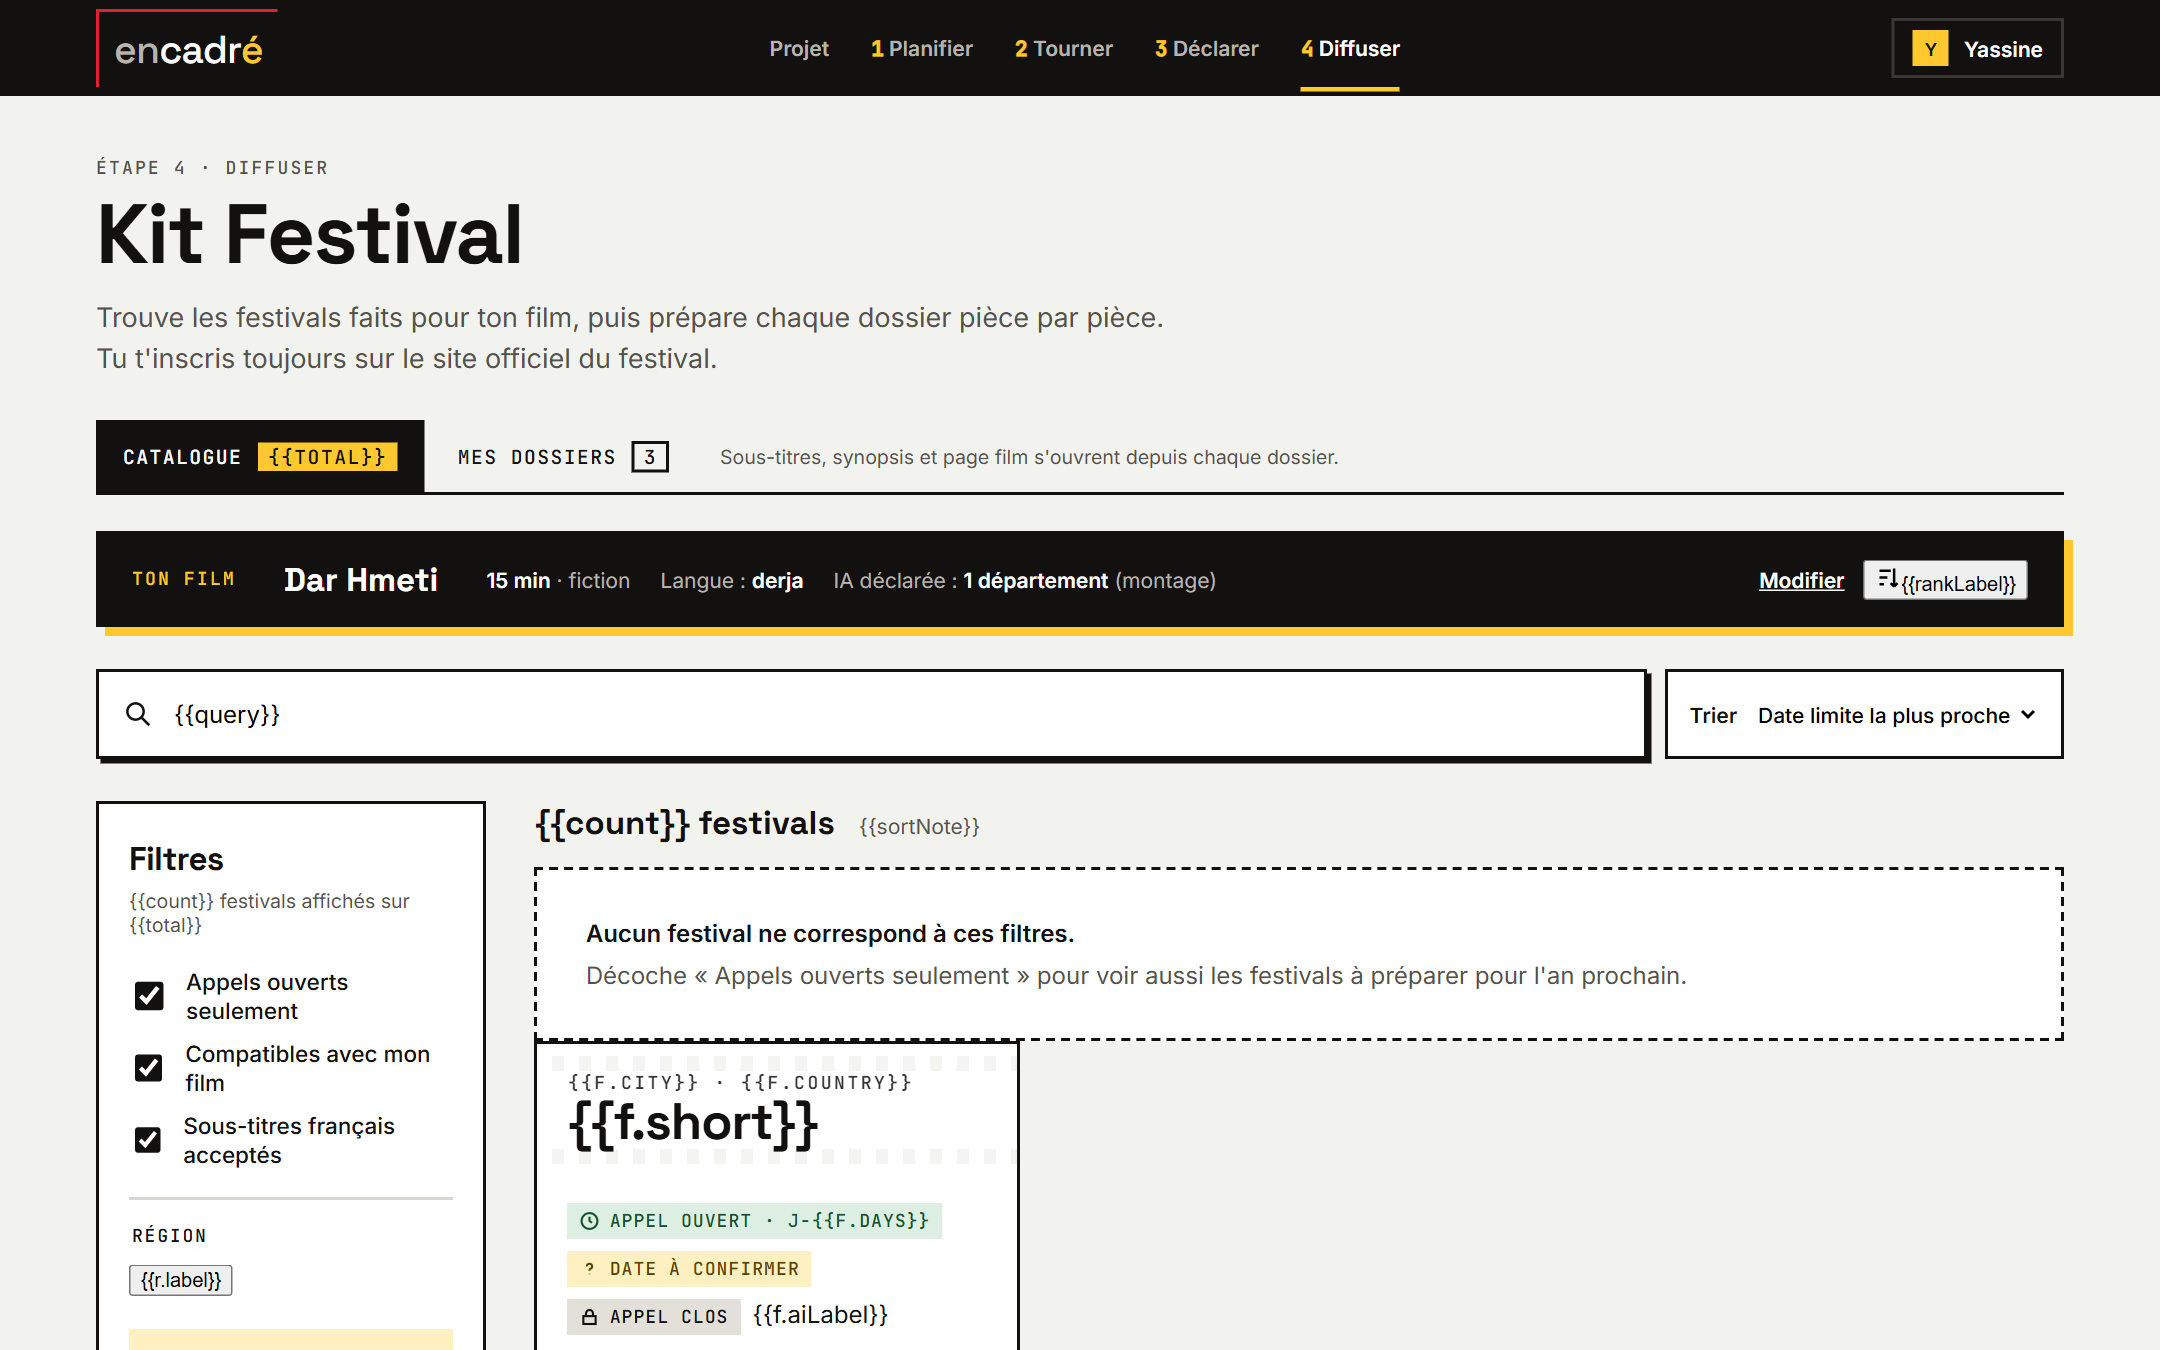 encadré
Projet
1 Planifier
2 Tourner
3 Déclarer
4 Diffuser
Y
Yassine
ÉTAPE 4 · DIFFUSER
Kit Festival
Trouve les festivals faits pour ton film, puis prépare chaque dossier pièce par pièce.
Tu t'inscris toujours sur le site officiel du festival.
CATALOGUE {{TOTAL}}
MES DOSSIERS 3
Sous-titres, synopsis et page film s'ouvrent depuis chaque dossier.
TON FILM
Dar Hmeti
15 min · fiction
Langue : derja
IA déclarée : 1 département (montage)
Modifier
{{rankLabel}}
{{query}}
Trier Date limite la plus proche
Filtres
{{count}} festivals affichés sur
{{total}}
Appels ouverts
seulement
Compatibles avec mon
film
Sous-titres français
acceptés
RÉGION
{{r.label}}
{{count}} festivals
{{sortNote}}
Aucun festival ne correspond à ces filtres.
Décoche « Appels ouverts seulement » pour voir aussi les festivals à préparer pour l'an prochain.
{{F.CITY}} · {{F.COUNTRY}}
{{f.short}}
APPEL OUVERT · J-{{F.DAYS}}
? DATE À CONFIRMER
APPEL CLOS
{{f.aiLabel}}